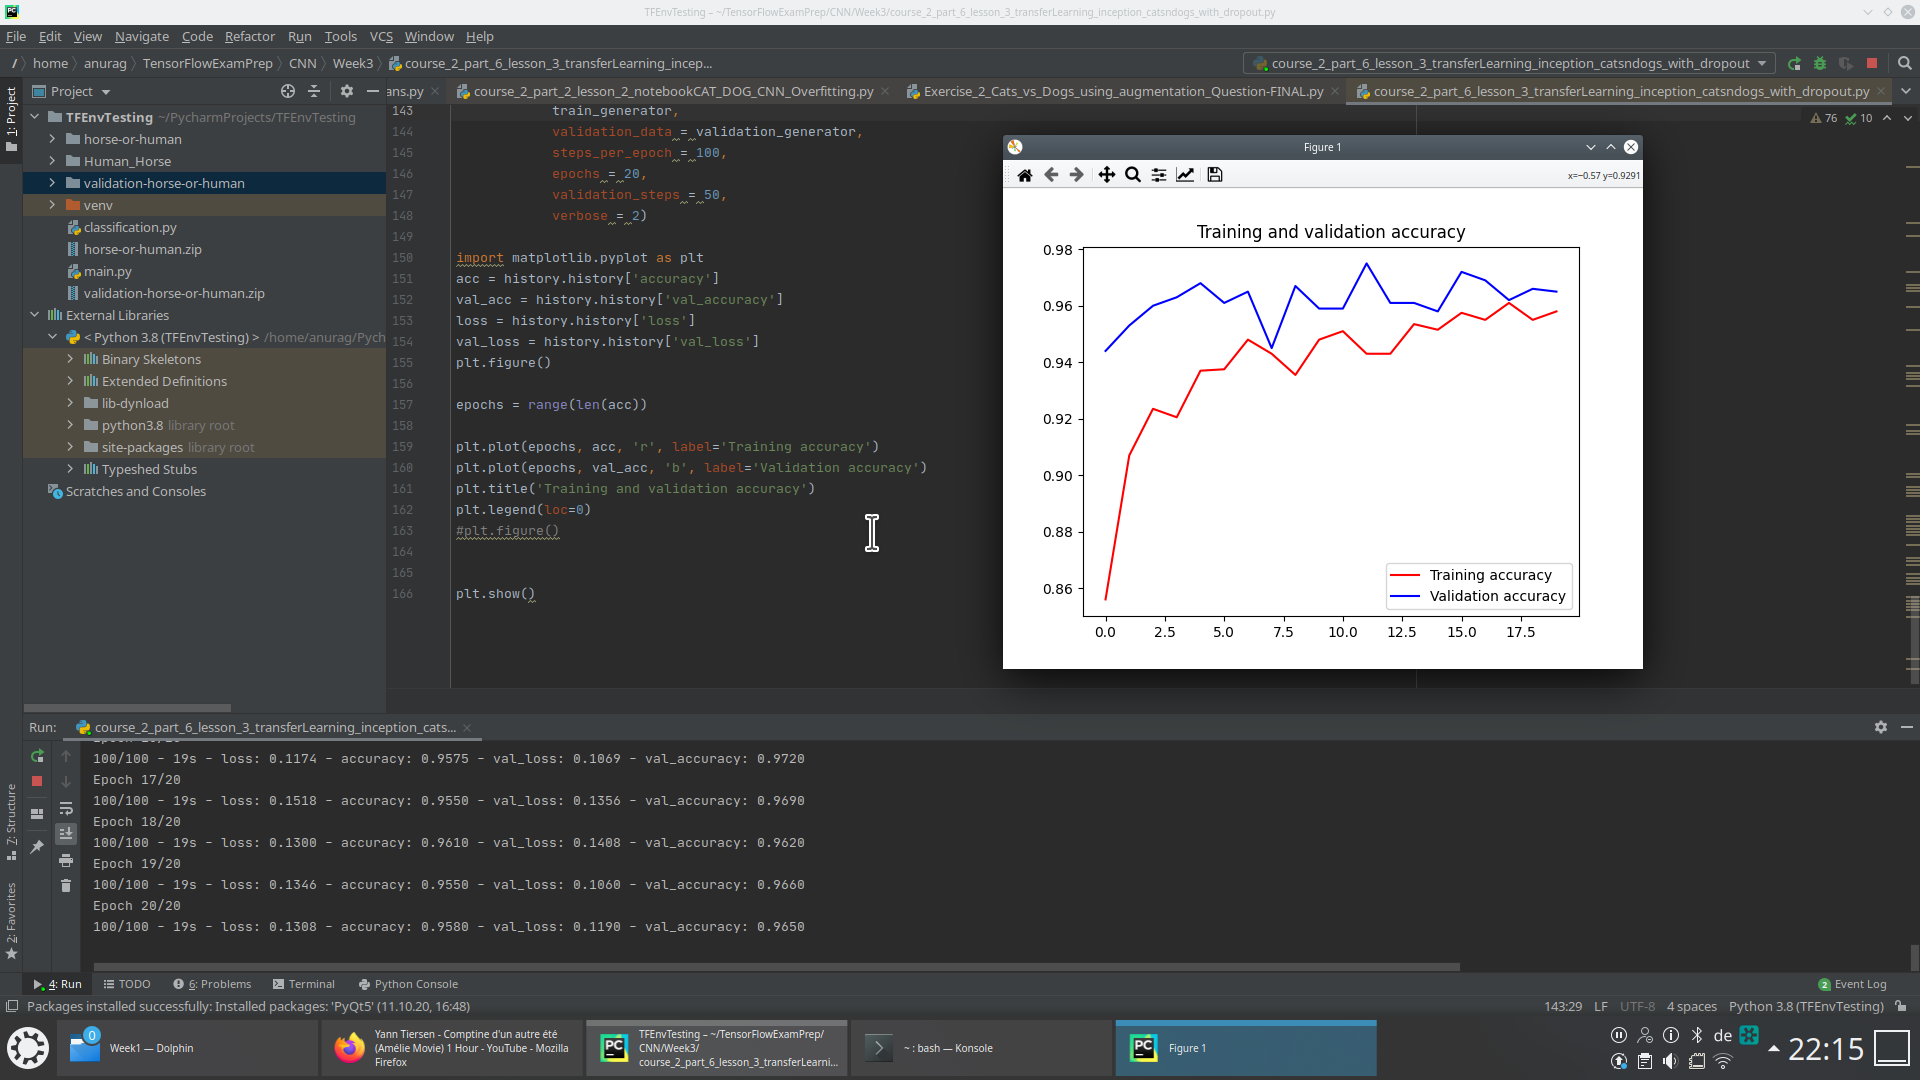 TFEnvTesting – ~/TensorFlowExamPrep/CNN/Week3/course_2_part_6_lesson_3_transferLearning_inception_catsndogs_with_dropout.py
File Edit View Navigate Code Refactor Run Tools VCS Window Help
/ home anurag TensorFlowExamPrep CNN Week3 course_2_part_6_lesson_3_transferLearning_incep...
course_2_part_6_lesson_3_transferLearning_inception_catsndogs_with_dropout
Project
ans.py course_2_part_2_lesson_2_notebookCAT_DOG_CNN_Overfitting.py Exercise_2_Cats_vs_Dogs_using_augmentation_Question-FINAL.py course_2_part_6_lesson_3_transferLearning_inception_catsndogs_with_dropout.py
1: Project
TFEnvTesting ~/PycharmProjects/TFEnvTesting
horse-or-human
Human_Horse
validation-horse-or-human
venv
classification.py
horse-or-human.zip
main.py
validation-horse-or-human.zip
External Libraries
< Python 3.8 (TFEnvTesting) > /home/anurag/Pych
Binary Skeletons
Extended Definitions
lib-dynload
python3.8 library root
site-packages library root
Typeshed Stubs
Scratches and Consoles
76 10
143 train_generator,
144 validation_data = validation_generator,
145 steps_per_epoch = 100,
146 epochs = 20,
147 validation_steps = 50,
148 verbose = 2)
149
150 import matplotlib.pyplot as plt
151 acc = history.history['accuracy']
152 val_acc = history.history['val_accuracy']
153 loss = history.history['loss']
154 val_loss = history.history['val_loss']
155 plt.figure()
156
157 epochs = range(len(acc))
158
159 plt.plot(epochs, acc, 'r', label='Training accuracy')
160 plt.plot(epochs, val_acc, 'b', label='Validation accuracy')
161 plt.title('Training and validation accuracy')
162 plt.legend(loc=0)
163 #plt.figure()
164
165
166 plt.show()
Figure 1
x=−0.57 y=0.9291
Training and validation accuracy
0.98
0.96
0.94
0.92
0.90
0.88
0.86
Training accuracy
Validation accuracy
0.0 2.5 5.0 7.5 10.0 12.5 15.0 17.5
Run: course_2_part_6_lesson_3_transferLearning_inception_cats...
100/100 - 19s - loss: 0.1174 - accuracy: 0.9575 - val_loss: 0.1069 - val_accuracy: 0.9720
Epoch 17/20
100/100 - 19s - loss: 0.1518 - accuracy: 0.9550 - val_loss: 0.1356 - val_accuracy: 0.9690
Epoch 18/20
100/100 - 19s - loss: 0.1300 - accuracy: 0.9610 - val_loss: 0.1408 - val_accuracy: 0.9620
Epoch 19/20
100/100 - 19s - loss: 0.1346 - accuracy: 0.9550 - val_loss: 0.1060 - val_accuracy: 0.9660
Epoch 20/20
100/100 - 19s - loss: 0.1308 - accuracy: 0.9580 - val_loss: 0.1190 - val_accuracy: 0.9650
7: Structure
2: Favorites
4: Run TODO 6: Problems Terminal Python Console
2 Event Log
Packages installed successfully: Installed packages: 'PyQt5' (11.10.20, 16:48)
143:29 LF UTF-8 4 spaces Python 3.8 (TFEnvTesting)
0
Week1 — Dolphin
Yann Tiersen - Comptine d'un autre été
(Amélie Movie) 1 Hour - YouTube - Mozilla
Firefox
PC
TFEnvTesting – ~/TensorFlowExamPrep/
CNN/Week3/
course_2_part_6_lesson_3_transferLearni...
~ : bash — Konsole
PC
Figure 1
de
22:15